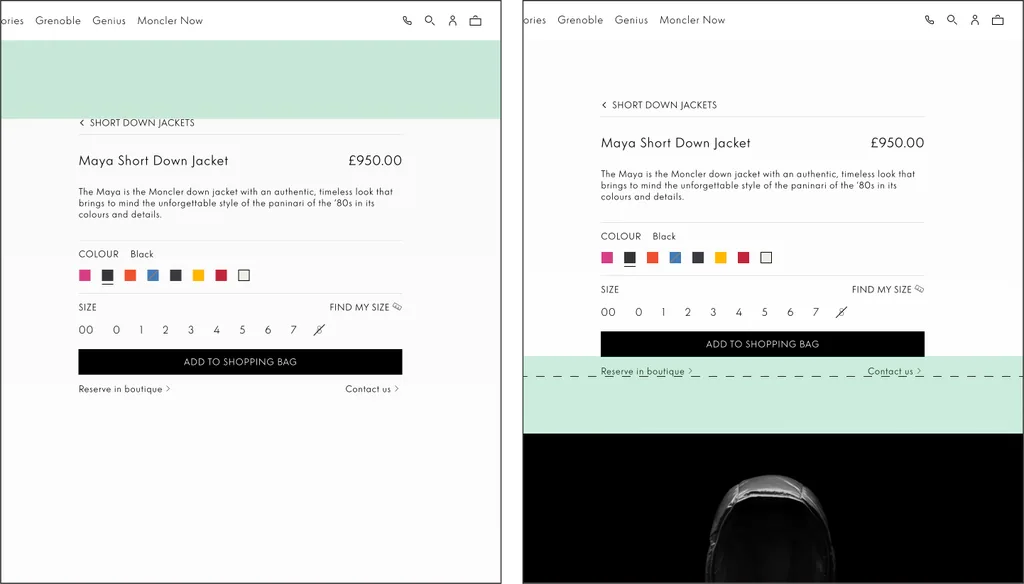 ories Grenoble Genius Moncler Now
SHORT DOWN JACKETS
Maya Short Down Jacket £950.00
The Maya is the Moncler down jacket with an authentic, timeless look that
brings to mind the unforgettable style of the paninari of the '80s in its
colours and details.
COLOUR Black
SIZE FIND MY SIZE
00 0 1 2 3 4 5 6 7 8
ADD TO SHOPPING BAG
Reserve in boutique Contact us
ories Grenoble Genius Moncler Now
SHORT DOWN JACKETS
Maya Short Down Jacket £950.00
The Maya is the Moncler down jacket with an authentic, timeless look that
brings to mind the unforgettable style of the paninari of the '80s in its
colours and details.
COLOUR Black
SIZE FIND MY SIZE
00 0 1 2 3 4 5 6 7 8
ADD TO SHOPPING BAG
Reserve in boutique Contact us